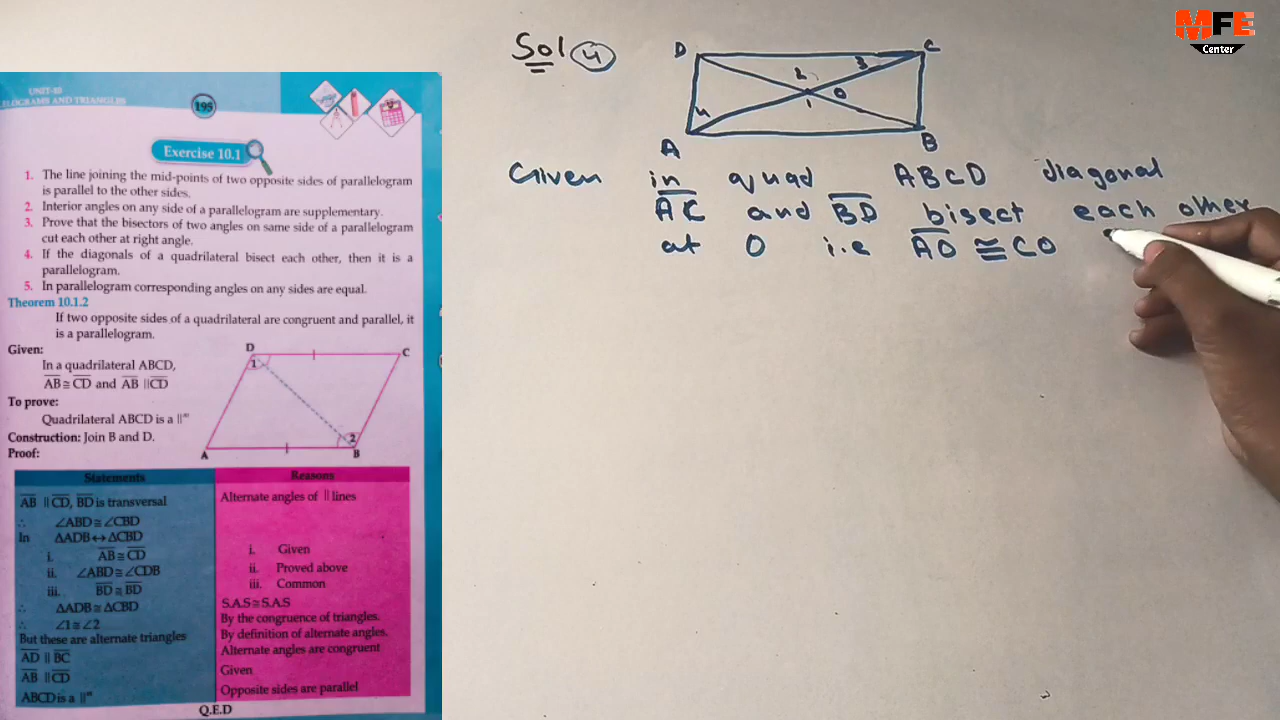 MFE
Center
Sol 4
D
C
2
3
O
1
4
A
B
Given in quad ABCD diagonal
AC and BD bisect each other
at O i.e AO ≅ CO
UNIT-10
ELOGRAMS AND TRIANGLES
195
Exercise 10.1
1. The line joining the mid-points of two opposite sides of parallelogram
is parallel to the other sides.
2. Interior angles on any side of a parallelogram are supplementary.
3. Prove that the bisectors of two angles on same side of a parallelogram
cut each other at right angle.
4. If the diagonals of a quadrilateral bisect each other, then it is a
parallelogram.
5. In parallelogram corresponding angles on any sides are equal.
Theorem 10.1.2
If two opposite sides of a quadrilateral are congruent and parallel, it
is a parallelogram.
Given:
In a quadrilateral ABCD,
AB ≅ CD and AB || CD
To prove:
Quadrilateral ABCD is a ||ᵐ
Construction: Join B and D.
Proof:
D
C
1
2
A
B
Statements
AB || CD, BD is transversal
∴ ∠ABD ≅ ∠CBD
In ΔADB ↔ ΔCBD
i. AB ≅ CD
ii. ∠ABD ≅ ∠CDB
iii. BD ≅ BD
∴ ΔADB ≅ ΔCBD
∴ ∠1 ≅ ∠2
But these are alternate triangles
AD || BC
AB || CD
ABCD is a ||ᵐ
Reasons
Alternate angles of || lines
i. Given
ii. Proved above
iii. Common
S.A.S ≅ S.A.S
By the congruence of triangles.
By definition of alternate angles.
Alternate angles are congruent
Given
Opposite sides are parallel
Q.E.D